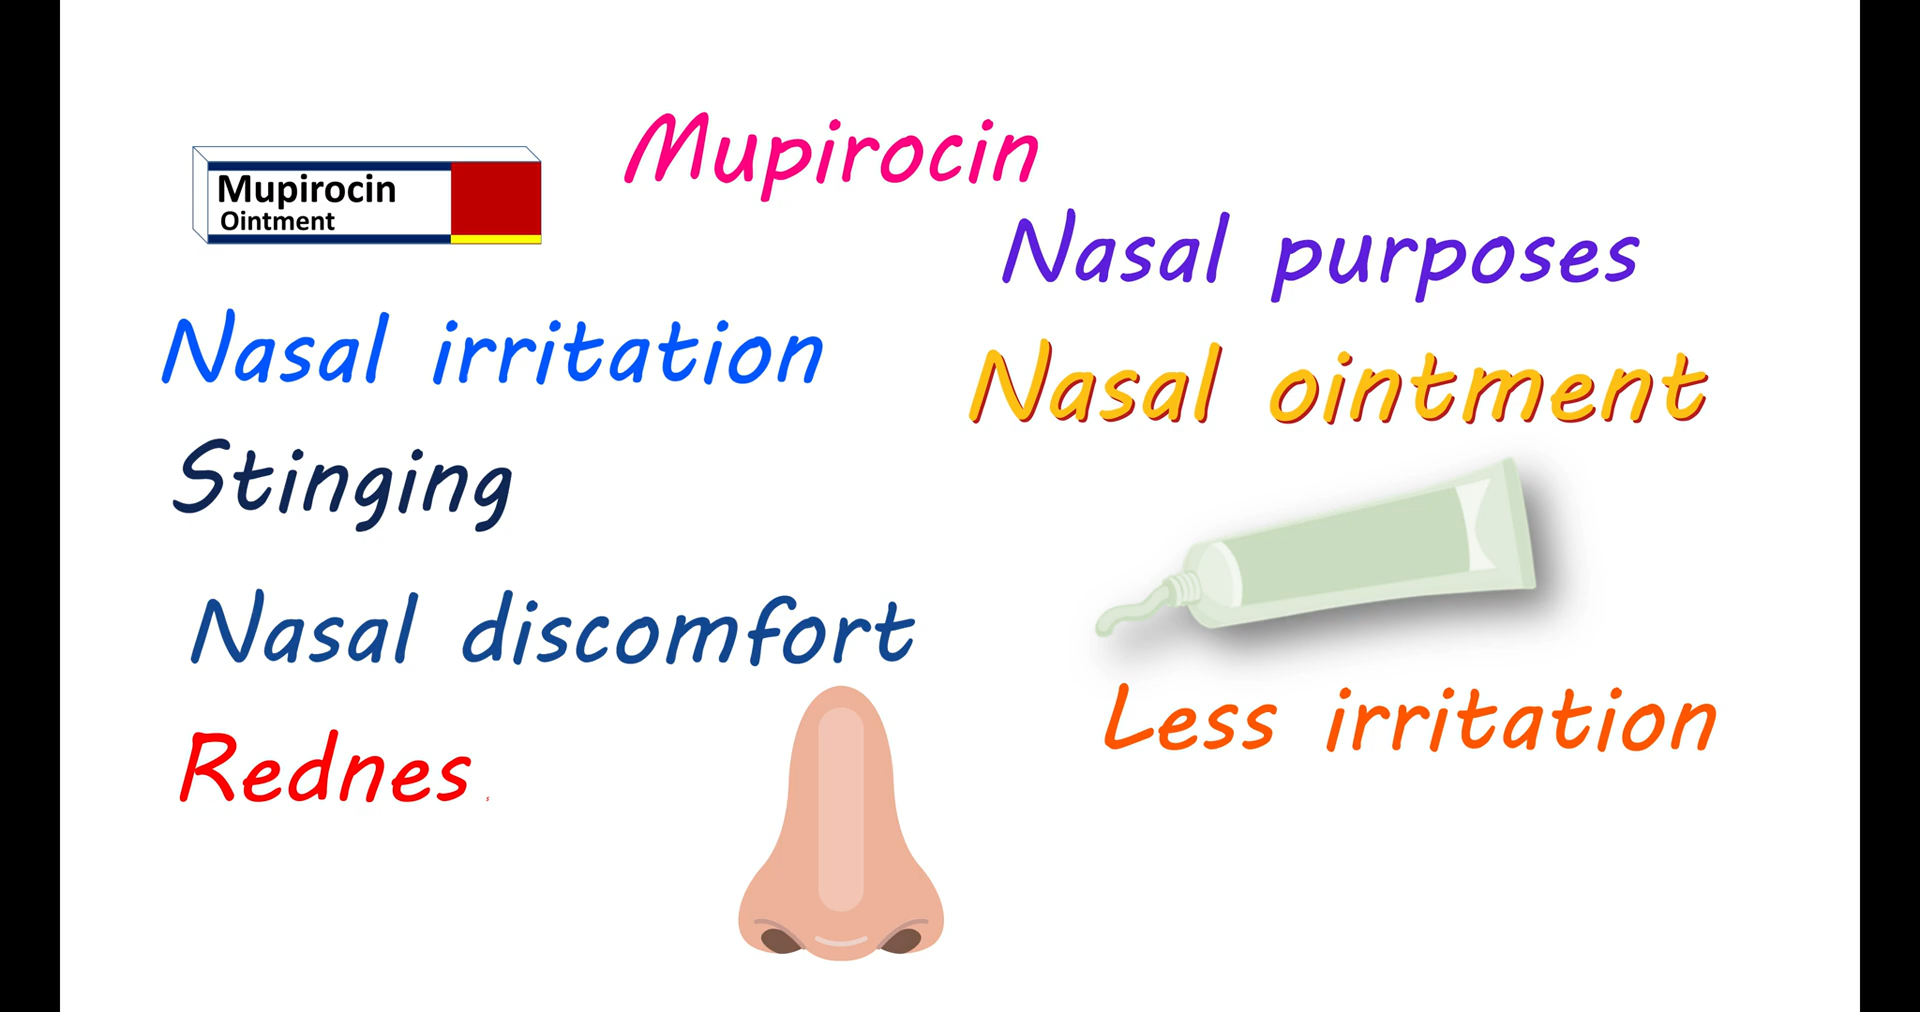 Mupirocin
Ointment
Mupirocin
Nasal purposes
Nasal irritation
Nasal ointment
Stinging
Nasal discomfort
Less irritation
Rednes s